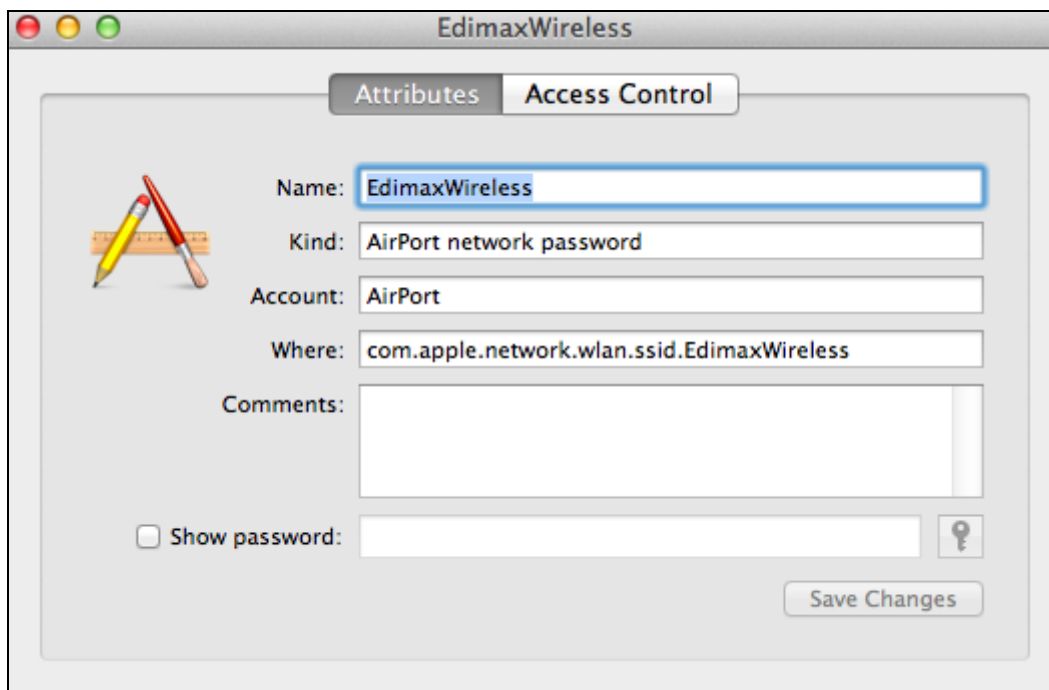 EdimaxWireless
Attributes Access Control
Name: EdimaxWireless
Kind: AirPort network password
Account: AirPort
Where: com.apple.network.wlan.ssid.EdimaxWireless
Comments:
Show password:
Save Changes